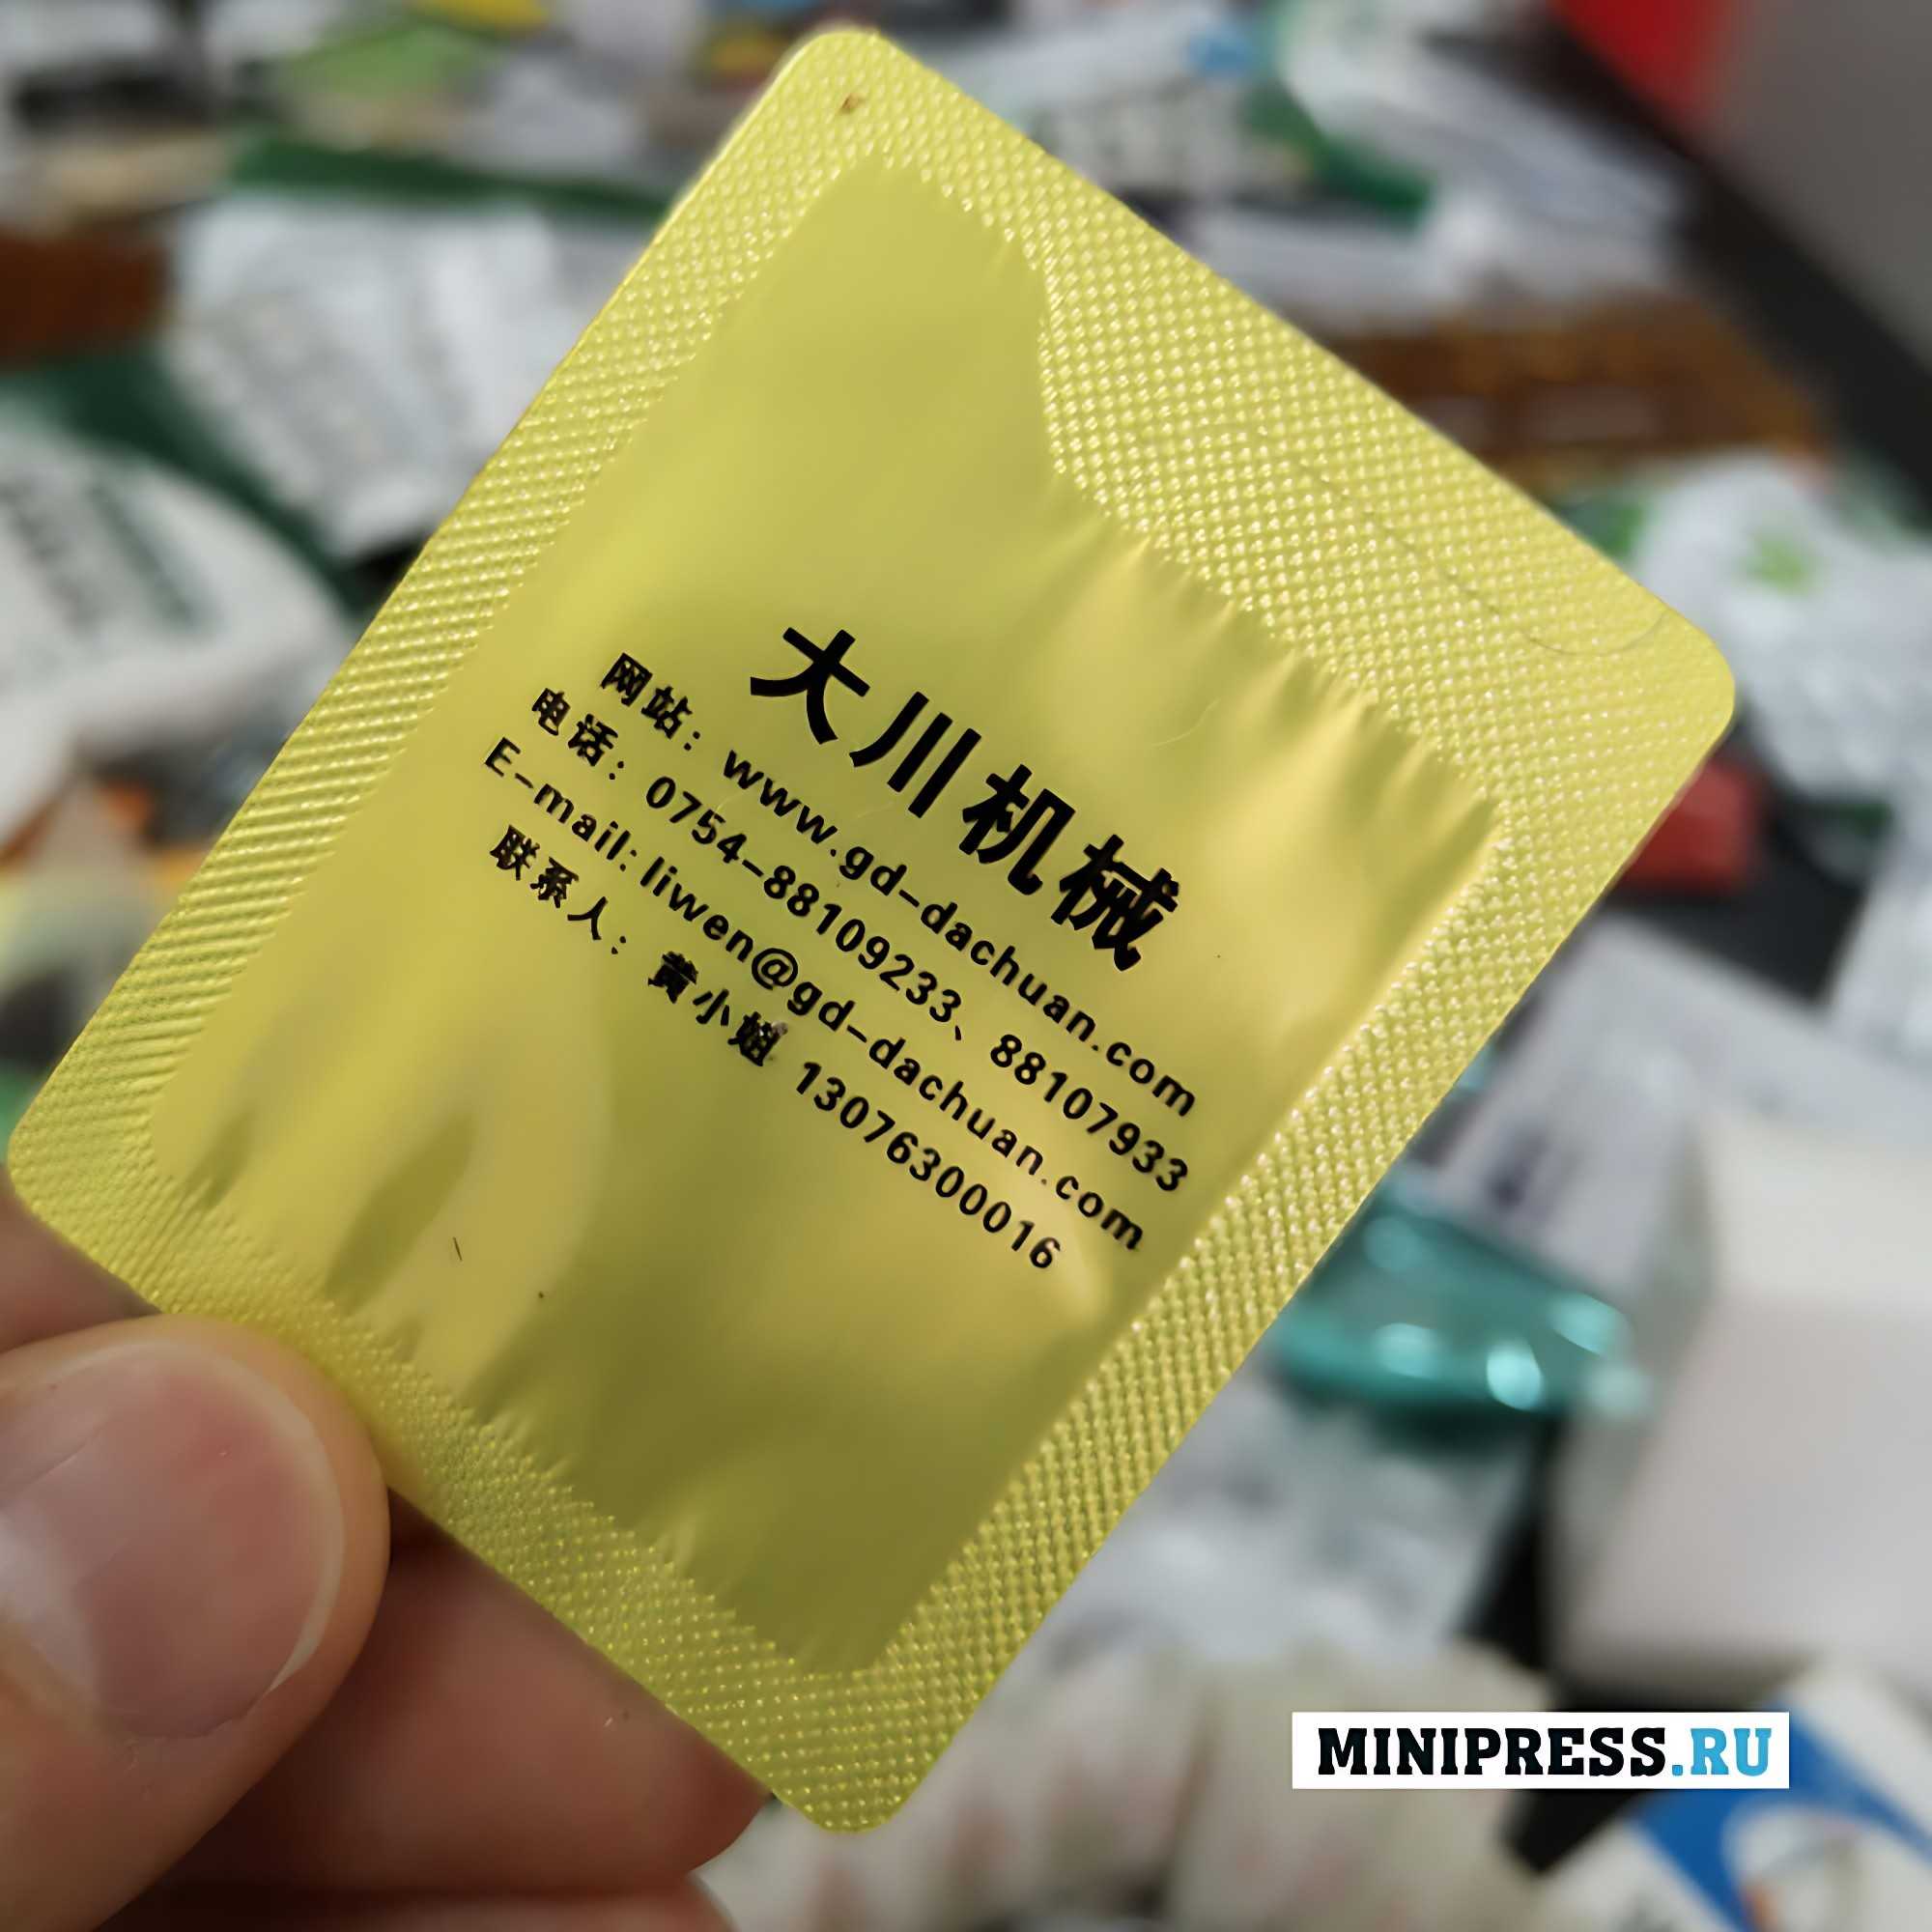 大川机械
网站：www.gd-dachuan.com
电话：0754-88109233、88107933
E-mail: liwen@gd-dachuan.com
联系人：黄小姐 13076300016
MINIPRESS.RU